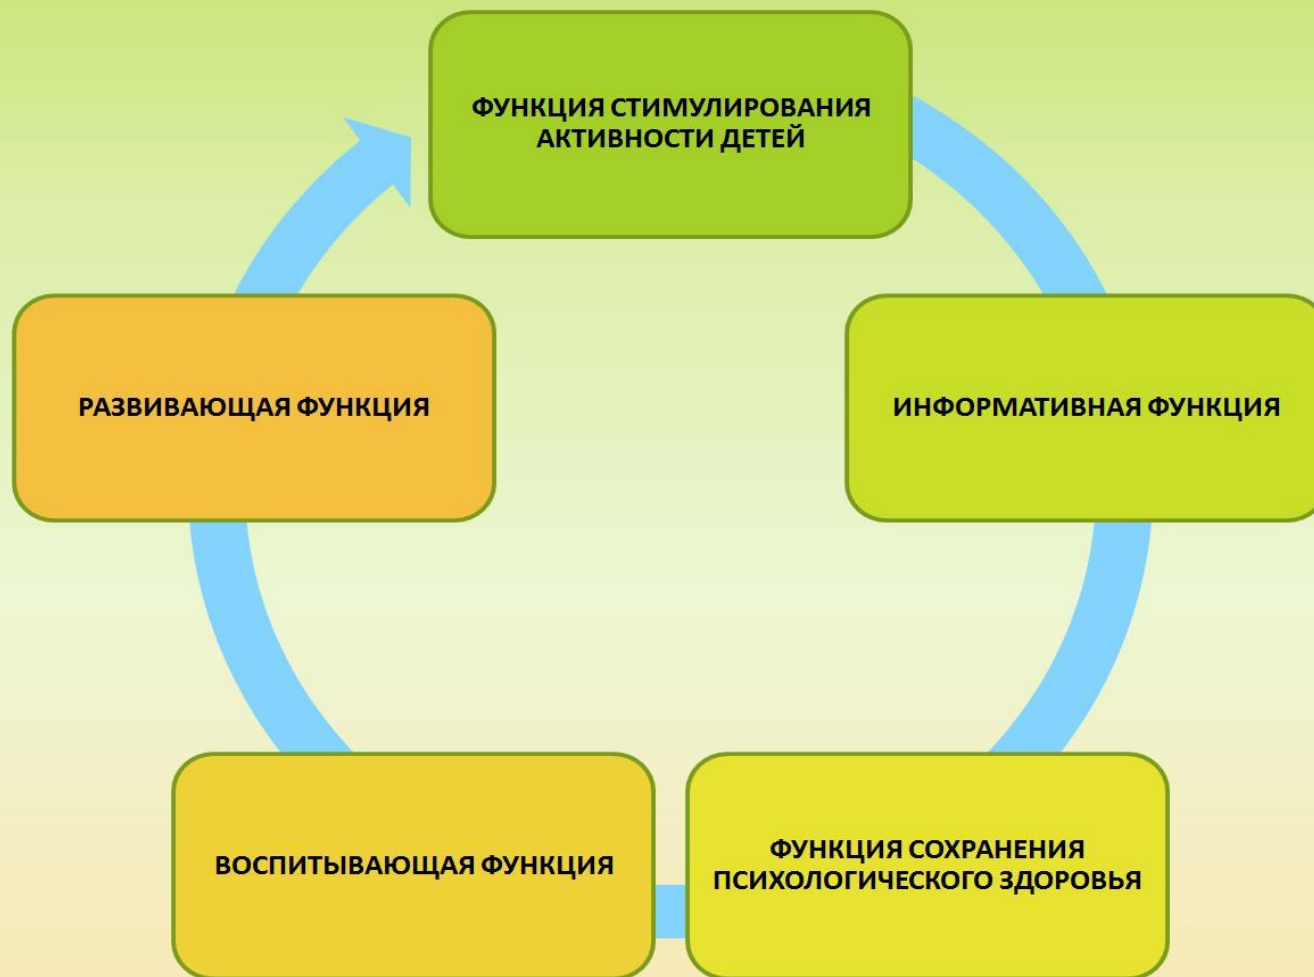 ФУНКЦИЯ СТИМУЛИРОВАНИЯ
АКТИВНОСТИ ДЕТЕЙ
РАЗВИВАЮЩАЯ ФУНКЦИЯ
ИНФОРМАТИВНАЯ ФУНКЦИЯ
ВОСПИТЫВАЮЩАЯ ФУНКЦИЯ
ФУНКЦИЯ СОХРАНЕНИЯ
ПСИХОЛОГИЧЕСКОГО ЗДОРОВЬЯ